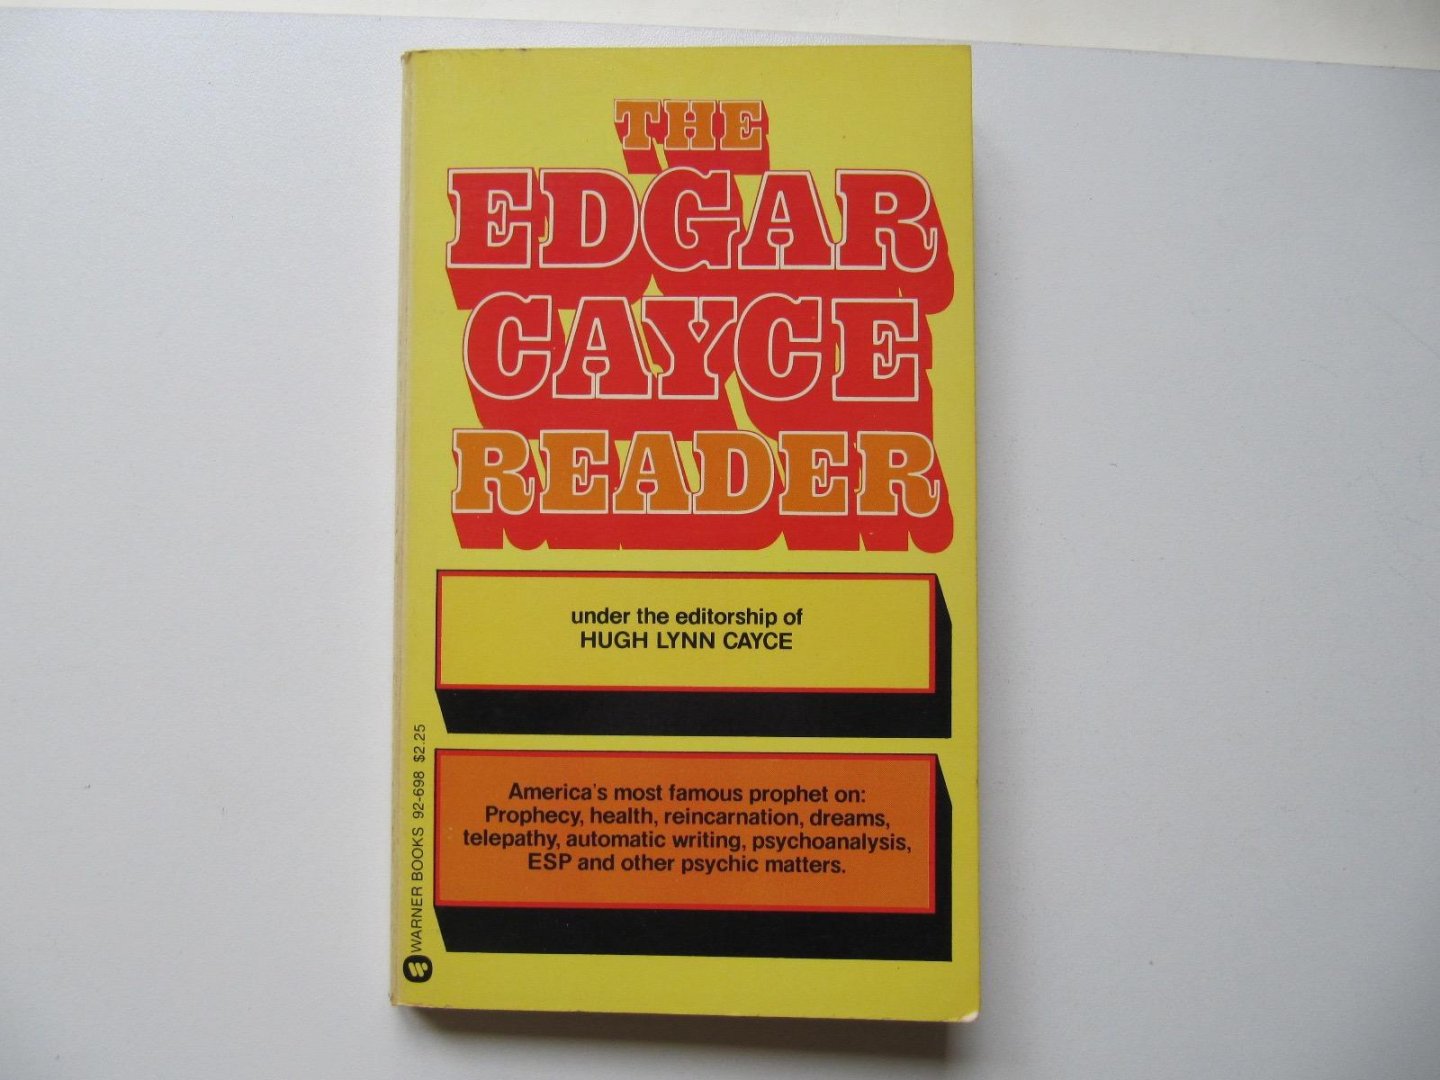 THE
EDGAR
CAYCE
READER
under the editorship of
HUGH LYNN CAYCE
America's most famous prophet on:
Prophecy, health, reincarnation, dreams,
telepathy, automatic writing, psychoanalysis,
ESP and other psychic matters.
WARNER BOOKS 92-698 $2.25